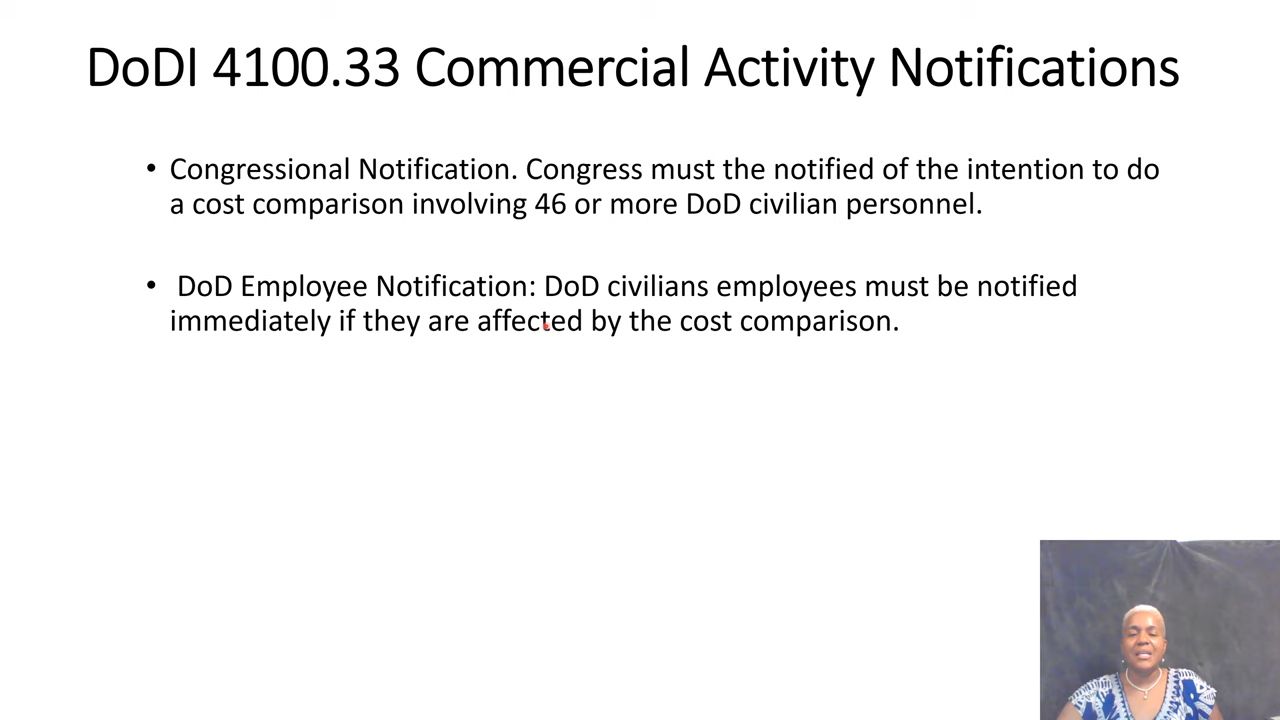 DoDI 4100.33 Commercial Activity Notifications
• Congressional Notification. Congress must the notified of the intention to do
a cost comparison involving 46 or more DoD civilian personnel.
• DoD Employee Notification: DoD civilians employees must be notified
immediately if they are affected by the cost comparison.